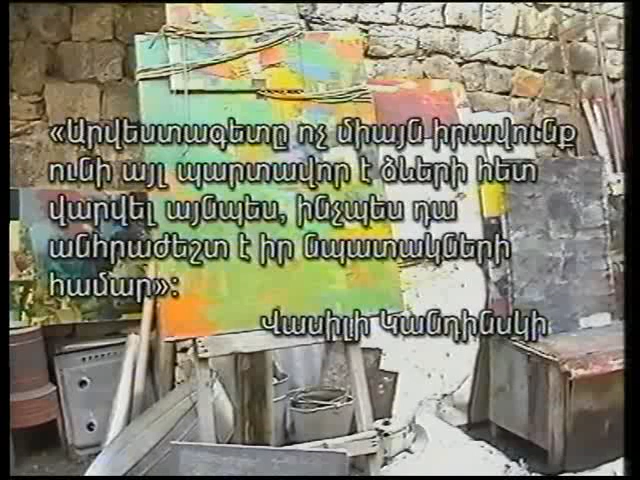 «Արվեստագետը ոչ միայն իրավունք
ունի այլ պարտավոր է ձևերի հետ
վարվել այնպես, ինչպես դա
անհրաժեշտ է իր նպատակների
համար»:
Վասիլի Կանդինսկի